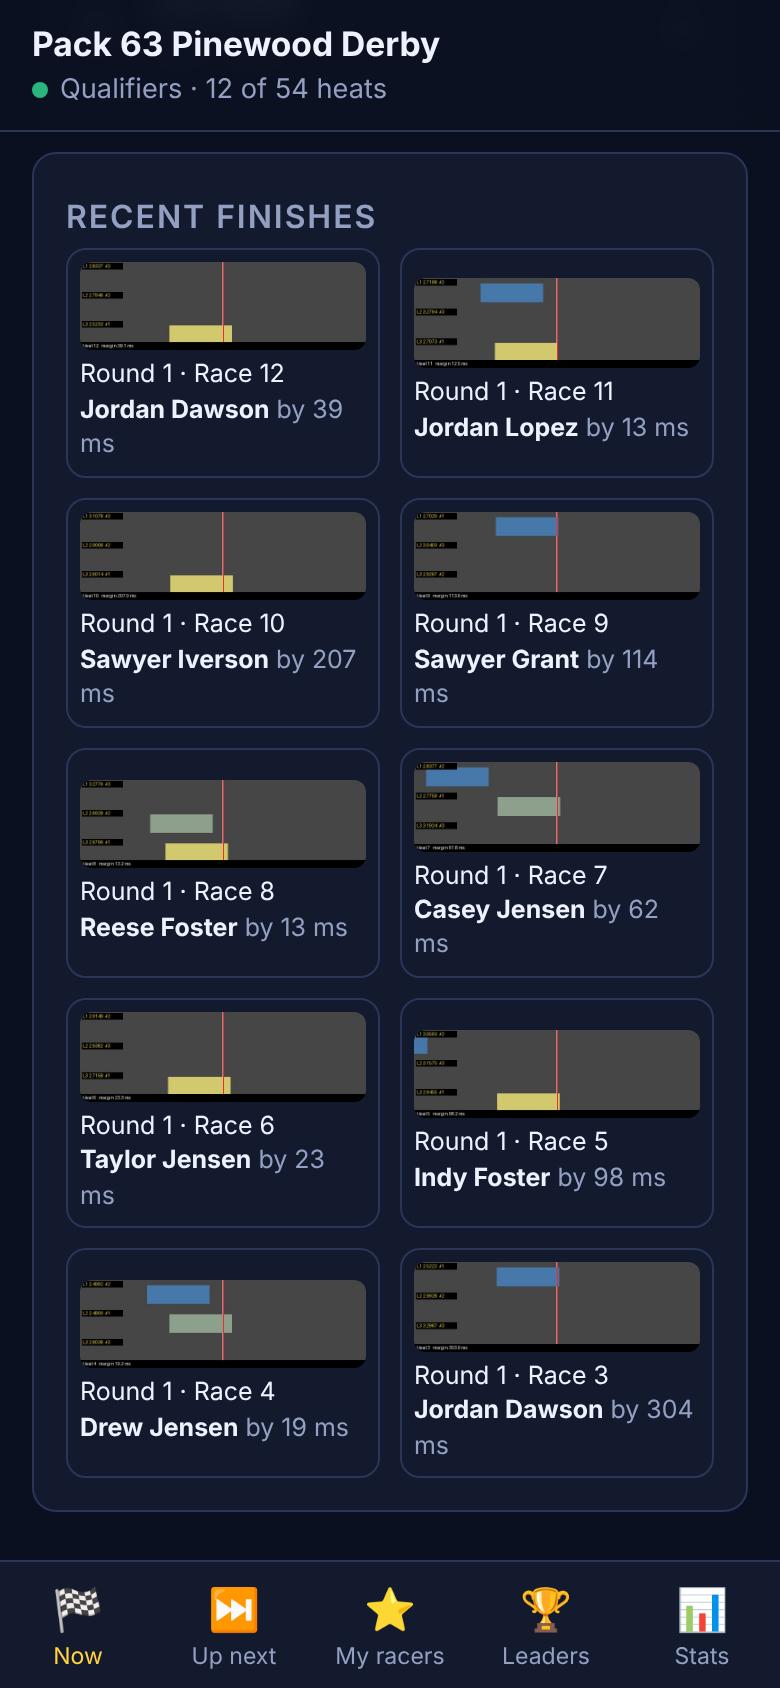 Pack 63 Pinewood Derby
Qualifiers · 12 of 54 heats
RECENT FINISHES
Round 1 · Race 12
Jordan Dawson by 39
ms
Round 1 · Race 11
Jordan Lopez by 13 ms
Round 1 · Race 10
Sawyer Iverson by 207
ms
Round 1 · Race 9
Sawyer Grant by 114
ms
Round 1 · Race 8
Reese Foster by 13 ms
Round 1 · Race 7
Casey Jensen by 62
ms
Round 1 · Race 6
Taylor Jensen by 23
ms
Round 1 · Race 5
Indy Foster by 98 ms
Round 1 · Race 4
Drew Jensen by 19 ms
Round 1 · Race 3
Jordan Dawson by 304
ms
Now
Up next
My racers
Leaders
Stats